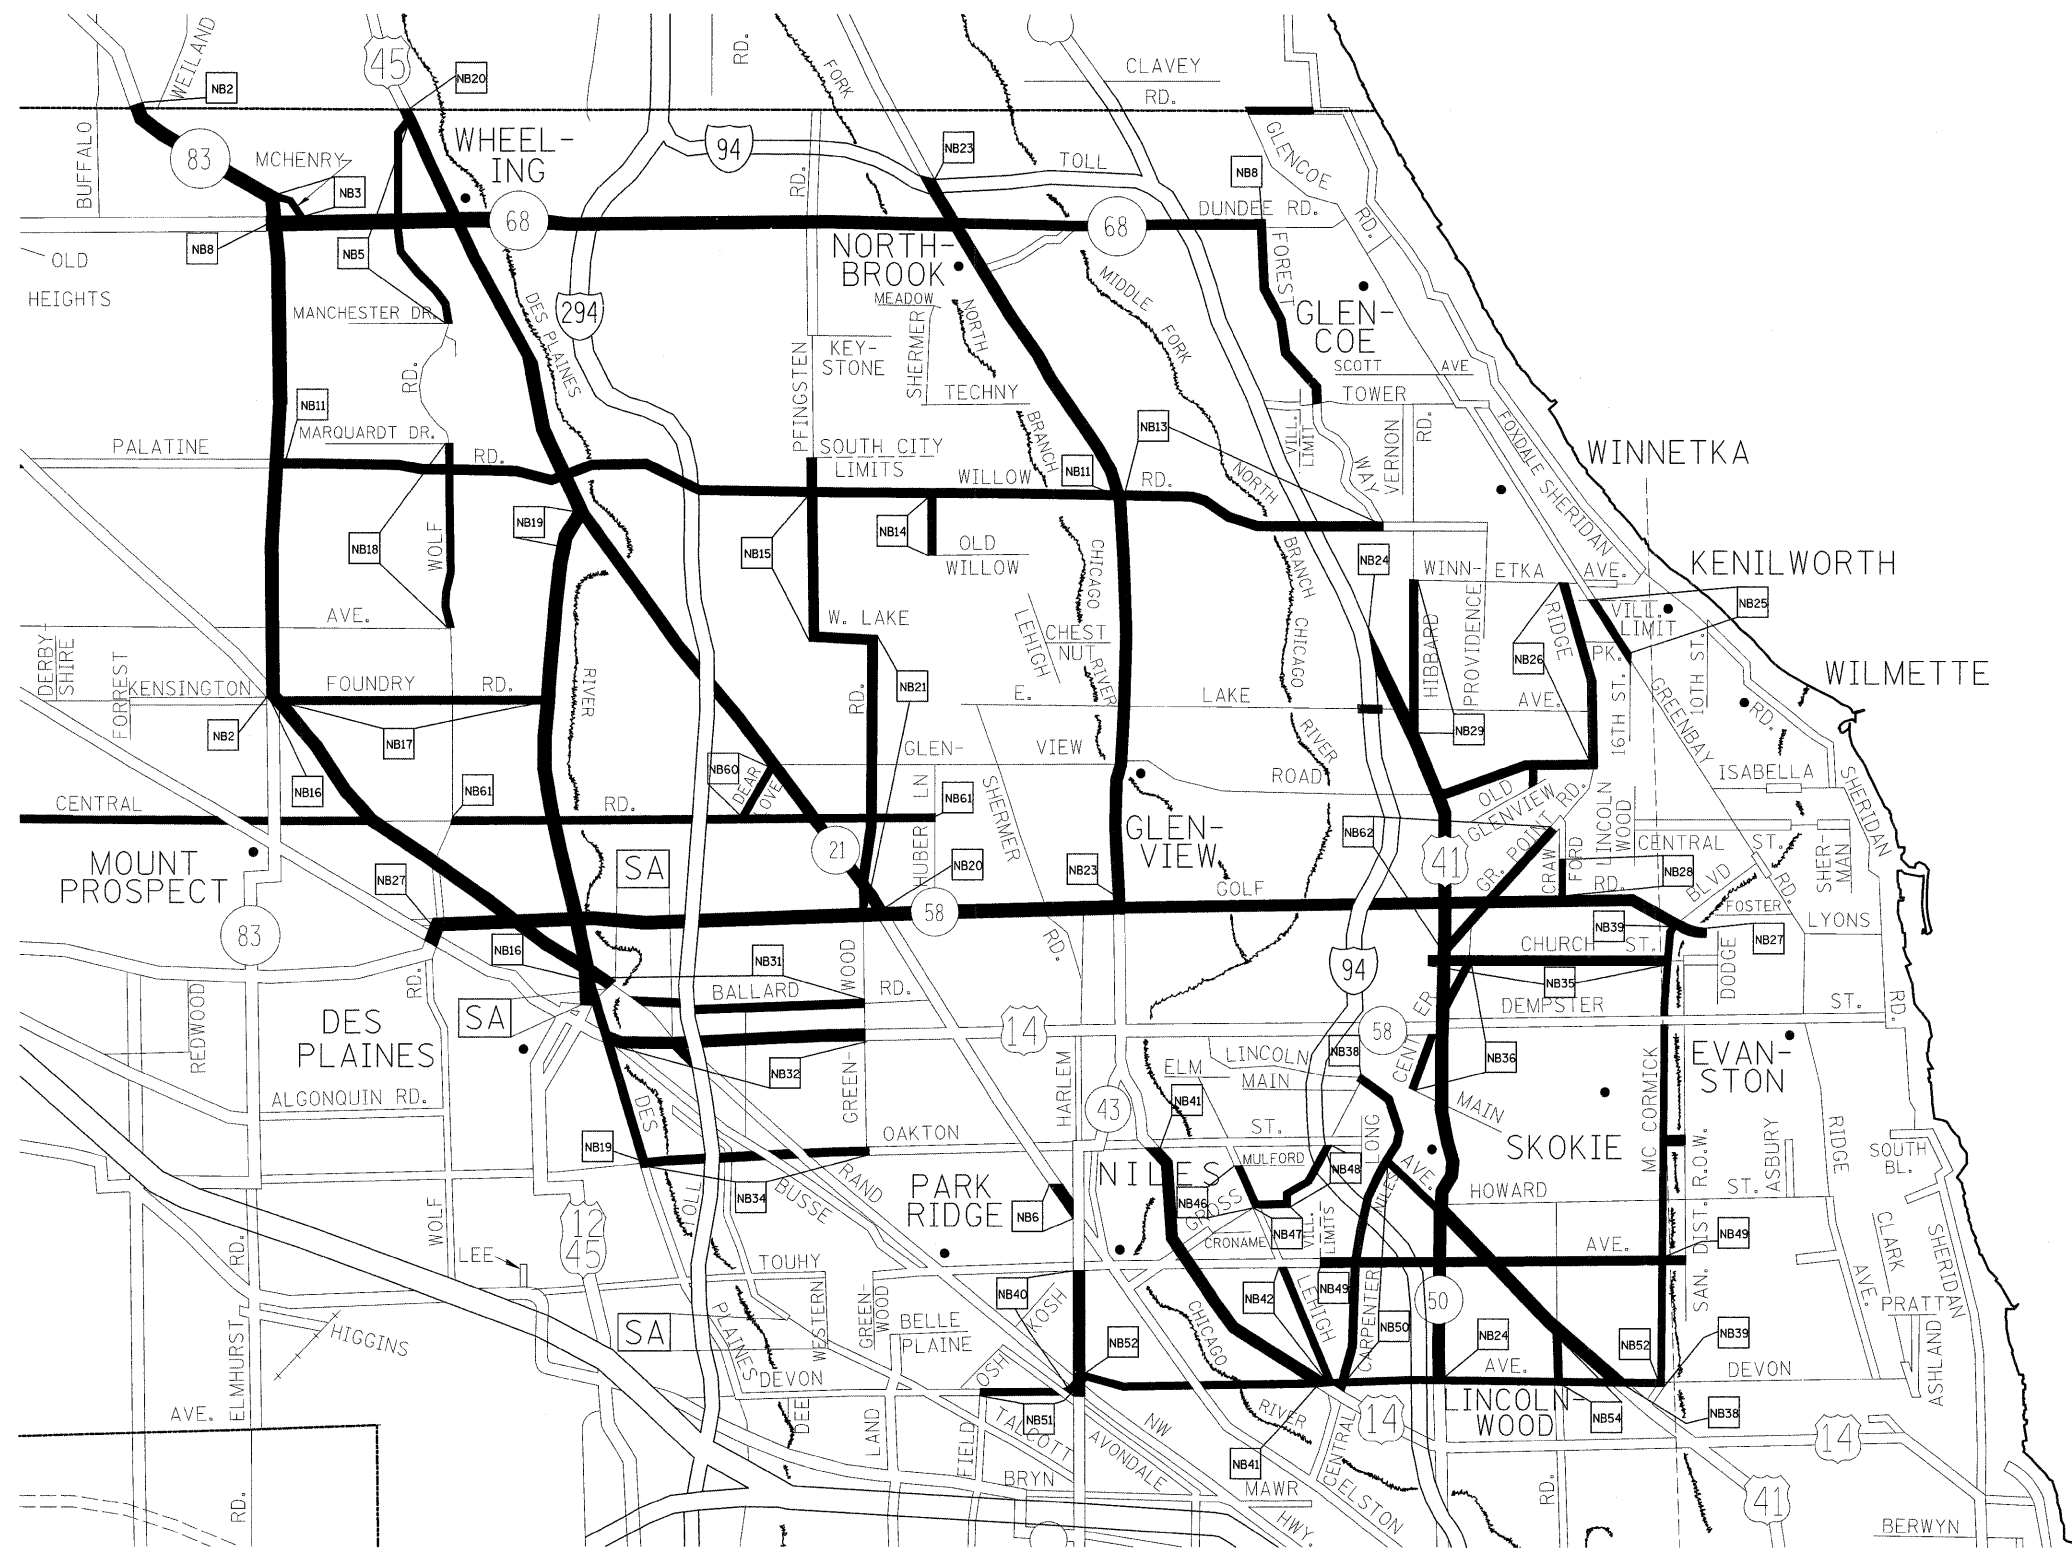 WEILAND
45
NB20
NB2
RD.
FORK
CLAVEY
RD.
BUFFALO
83
MCHENRY
NB3
WHEEL-
ING
94
NB23
TOLL
NB8
GLENCOE
RD.
DUNDEE RD.
RD.
68
68
NB8
NB5
OLD
HEIGHTS
NORTH-
BROOK
MEADOW
MIDDLE
FORK
FOREST
GLEN-
COE
MANCHESTER DR.
294
DES PLAINES
SHERMER
NORTH
KEY-
STONE
PFINGSTEN
TECHNY
SCOTT AVE
TOWER
RD.
NB11
MARQUARDT DR.
PALATINE
RD.
SOUTH CITY
LIMITS
BRANCH
WILLOW
NB11
RD.
NB13
NORTH
VILL.
LIMIT
WAY
VERNON
RD.
FOXDALE
SHERIDAN
WINNETKA
NB18
WOLF
NB19
NB15
NB14
OLD
WILLOW
CHICAGO
BRANCH
NB24
WINN-
ETKA
AVE.
KENILWORTH
AVE.
W. LAKE
LEHIGH
CHEST
NUT
RIVER
CHICAGO
HIBBARD
PROVIDENCE
RIDGE
VILL.
LIMIT
NB25
NB26
PK.
10TH ST.
DERBY-
SHIRE
FORREST
KENSINGTON
FOUNDRY
RD.
RIVER
RD.
NB21
E.
LAKE
AVE.
16TH ST.
GREENBAY
RD.
RD.
WILMETTE
NB2
NB17
NB29
NB60
DEAR
LOVE
GLEN-
VIEW
ROAD
RIVER
ISABELLA
NB16
CENTRAL
NB61
RD.
HUBER LN
NB61
SHERMER
RD.
OLD
GLENVIEW
RD.
LINCOLN
WOOD
CENTRAL
ST.
SHERIDAN
RD.
MOUNT
PROSPECT
SA
21
NB20
GLEN-
VIEW
NB62
41
GR. POINT
CRAW
FORD
NB28
BLVD
SHER-
MAN
NB27
NB23
GOLF
RD.
FOSTER
58
LYONS
83
NB16
NB31
WOOD
NB39
CHURCH
ST.
NB27
94
RD.
REDWOOD
BALLARD
RD.
NB35
DODGE
SA
DEMPSTER
ST.
DES
PLAINES
14
58
CENTER
NB32
NB38
NB36
EVAN-
STON
LINCOLN
ELM
MAIN
MAIN
ALGONQUIN RD.
DES
GREEN-
HARLEM
43
NB41
LONG
MC CORMICK
NB19
OAKTON
ST.
MULFORD
AVE.
SKOKIE
SAN. DIST. R.O.W.
ASBURY
RIDGE
AVE.
SOUTH
BL.
WOLF
RD.
NB34
TOLL
RAND
BUSSE
PARK
RIDGE
NILES
NB6
NB46
GROSS
NB48
NILES
HOWARD
ST.
12
45
LEE
TOUHY
CRONAME
NB47
VILL.
LIMITS
AVE.
NB49
CLARK
SHERIDAN
NB40
KOSH
NB42
NB49
50
PRATT
HIGGINS
SA
PLAINES
WESTERN
GREEN-
WOOD
BELLE
PLAINE
CHICAGO
LEHIGH
CARPENTER
NB50
NB24
NB52
NB39
NB52
DEVON
OSH
AVE.
DEVON
ASHLAND
ELMHURST
RD.
AVE.
DEE
LAND
FIELD
NB51
TALCOTT
NW
AVONDALE
RIVER
14
LINCOLN-
WOOD
NB54
NB38
14
BRYN
NB41
MAWR
CENTRAL
ELSTON
HWY.
RD.
41
BERWYN